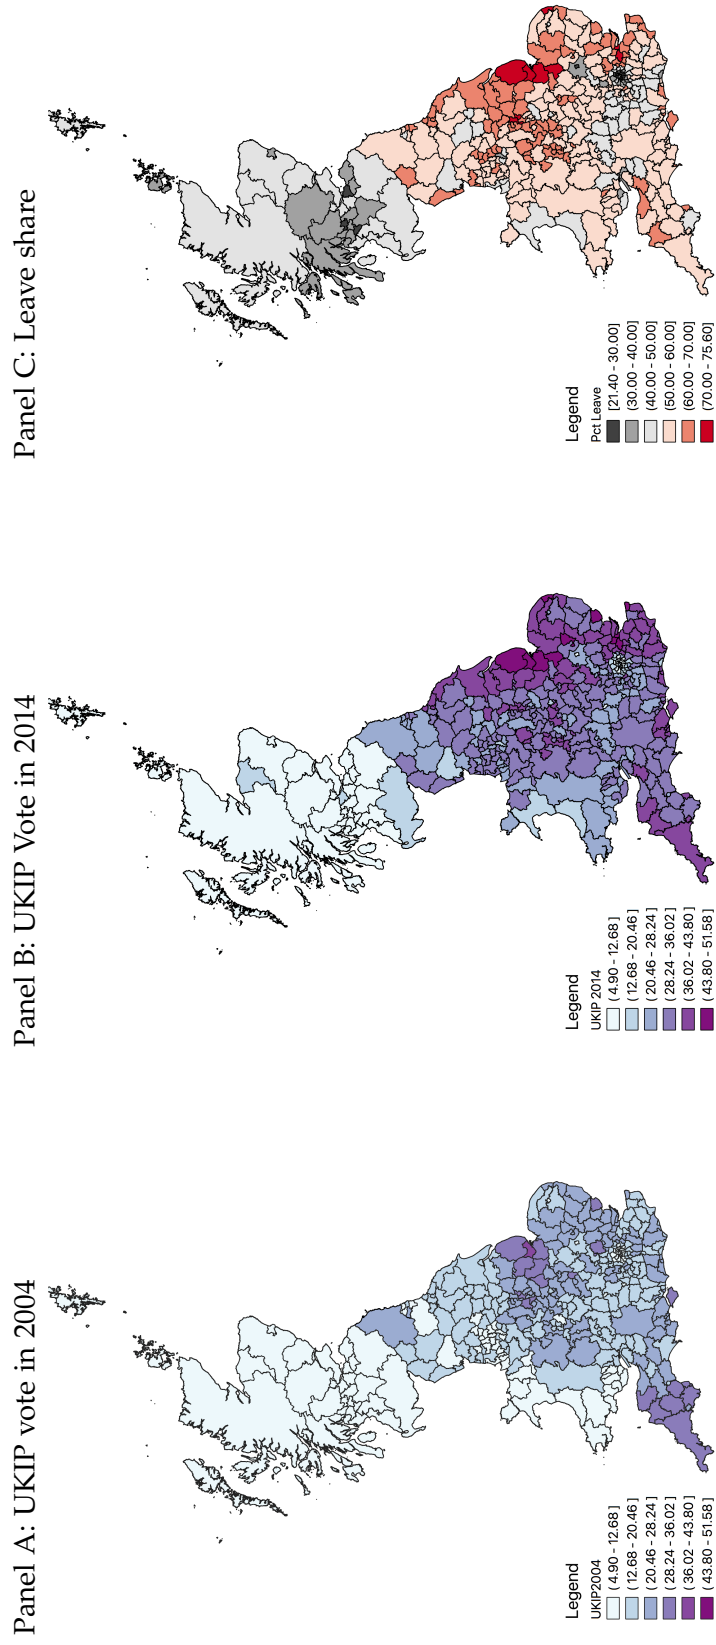 Panel A: UKIP vote in 2004
Legend
UKIP2004
( 4.90 - 12.68 ]
( 12.68 - 20.46 ]
( 20.46 - 28.24 ]
( 28.24 - 36.02 ]
( 36.02 - 43.80 ]
( 43.80 - 51.58 ]
Panel B: UKIP Vote in 2014
Legend
UKIP 2014
( 4.90 - 12.68 ]
( 12.68 - 20.46 ]
( 20.46 - 28.24 ]
( 28.24 - 36.02 ]
( 36.02 - 43.80 ]
( 43.80 - 51.58 ]
Panel C: Leave share
Legend
Pct Leave
[21.40 - 30.00]
(30.00 - 40.00]
(40.00 - 50.00]
(50.00 - 60.00]
(60.00 - 70.00]
(70.00 - 75.60]